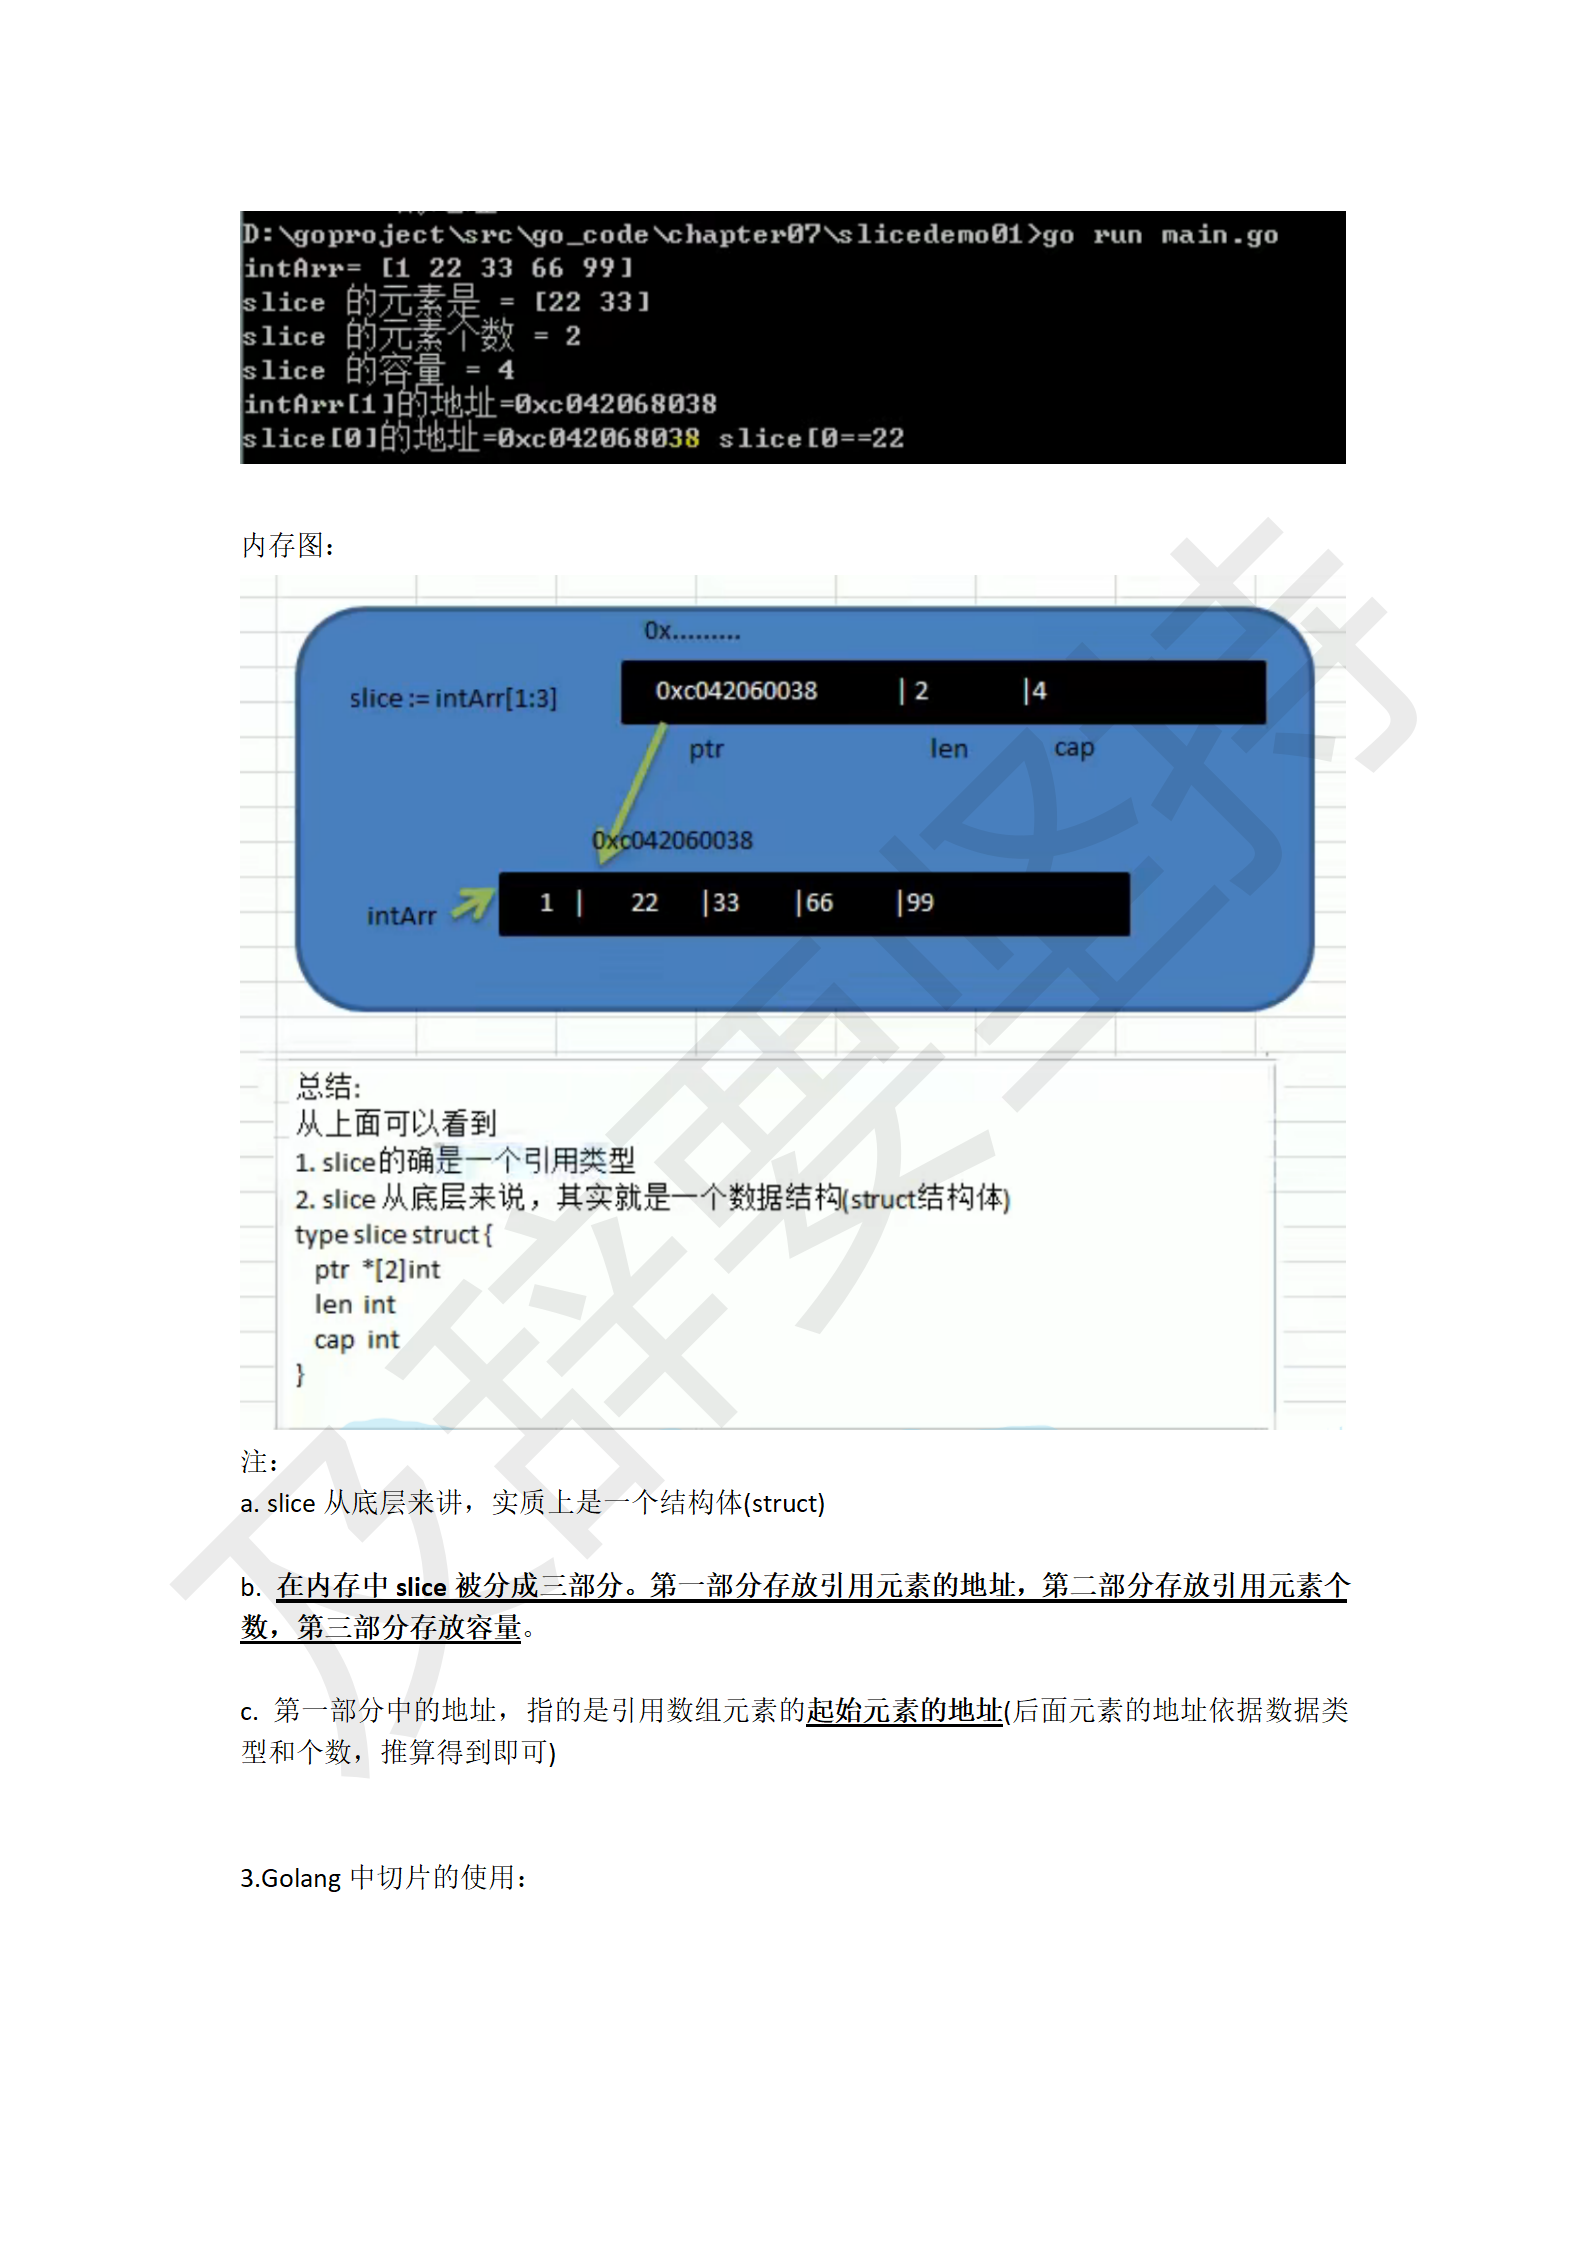 D:\goproject\src\go_code\chapter07\slicedemo01>go run main.go
intArr= [1 22 33 66 99]
slice 的元素是 = [22 33]
slice 的元素个数 = 2
slice 的容量 = 4
intArr[1]的地址=0xc042068038
slice[0]的地址=0xc042068038 slice[0==22
内存图：
0x.........
slice := intArr[1:3]
0xc042060038 | 2 |4
ptr len cap
0xc042060038
intArr
1 | 22 |33 |66 |99
总结:
从上面可以看到
1. slice的确是一个引用类型
2. slice 从底层来说，其实就是一个数据结构(struct结构体)
type slice struct {
ptr *[2]int
len int
cap int
}
注：
a. slice 从底层来讲，实质上是一个结构体(struct)
b. 在内存中 slice 被分成三部分。第一部分存放引用元素的地址，第二部分存放引用元素个
数，第三部分存放容量。
c. 第一部分中的地址，指的是引用数组元素的起始元素的地址(后面元素的地址依据数据类
型和个数，推算得到即可)
3.Golang 中切片的使用：
及辞要坚持